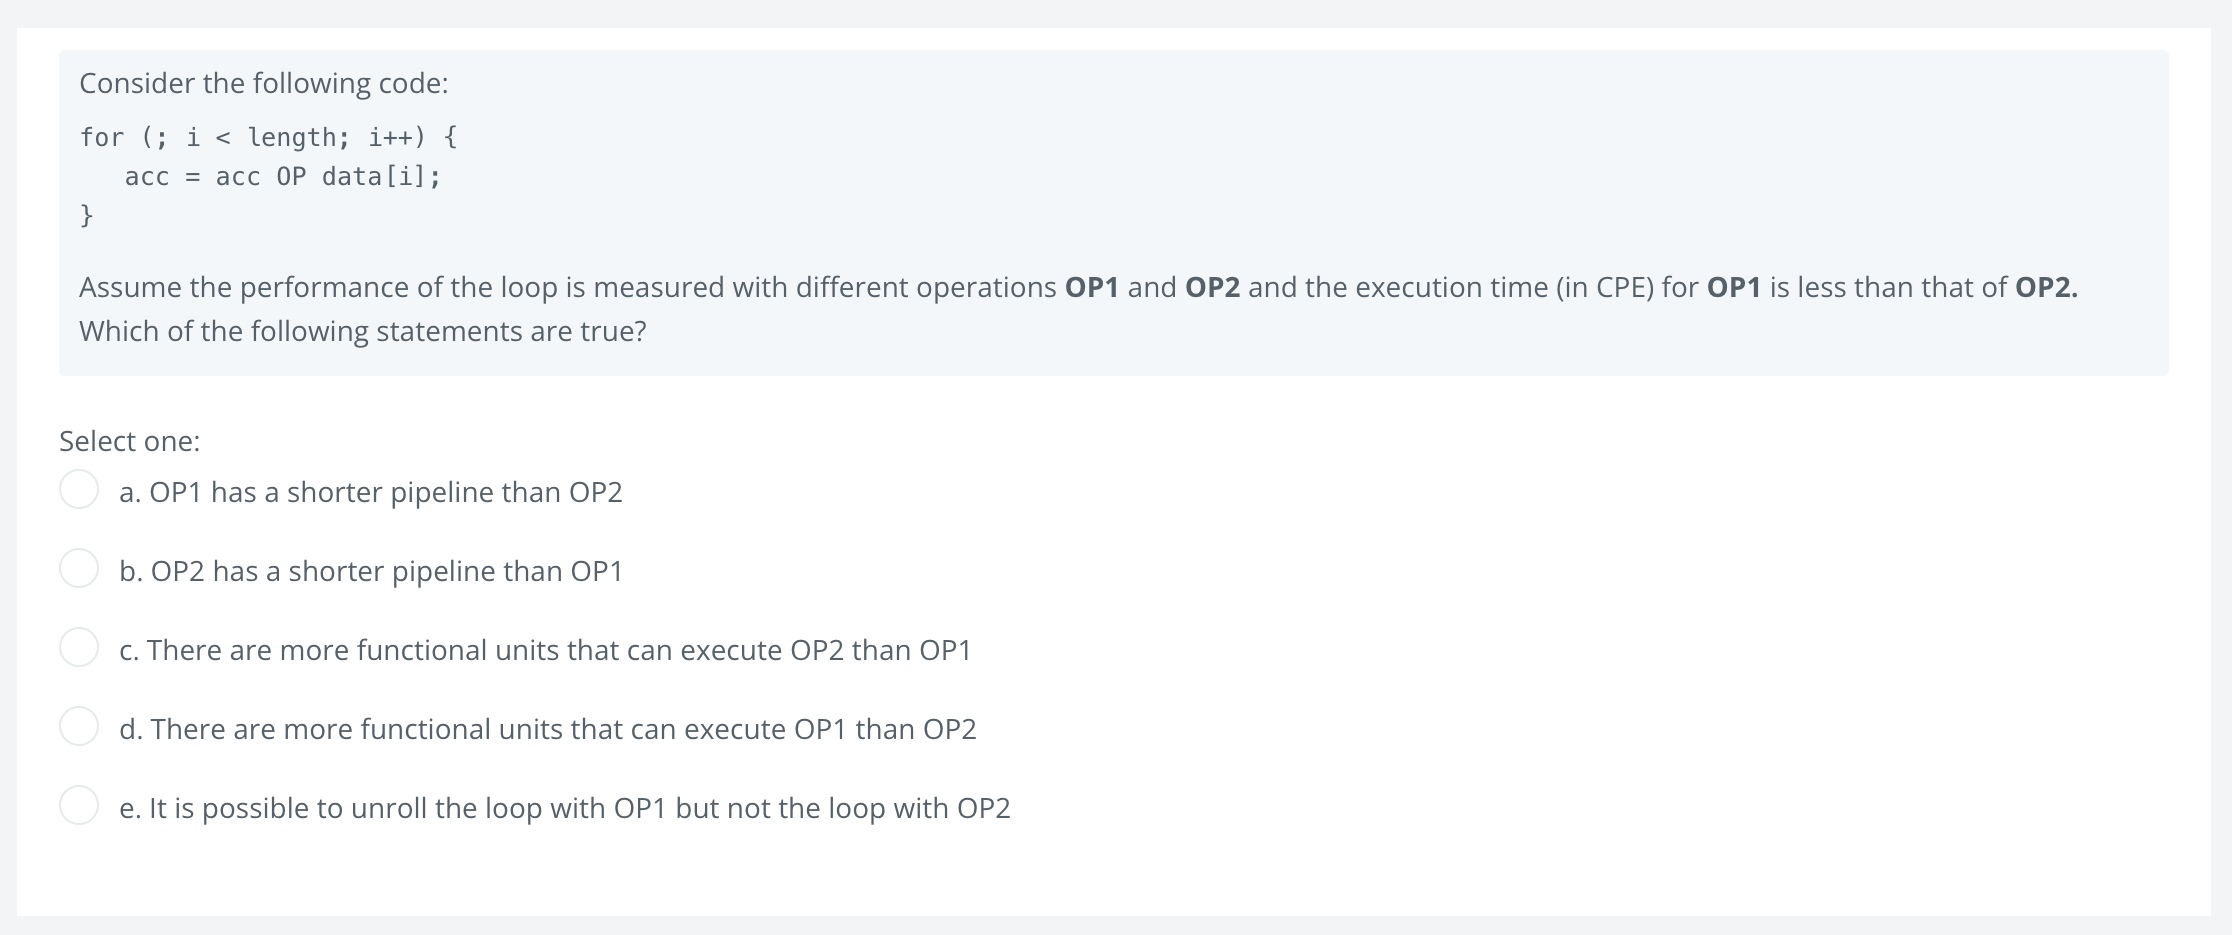 Consider the following code:
for (; i < length; i++) {
   acc = acc OP data[i];
}
Assume the performance of the loop is measured with different operations OP1 and OP2 and the execution time (in CPE) for OP1 is less than that of OP2.
Which of the following statements are true?
Select one:
a. OP1 has a shorter pipeline than OP2
b. OP2 has a shorter pipeline than OP1
c. There are more functional units that can execute OP2 than OP1
d. There are more functional units that can execute OP1 than OP2
e. It is possible to unroll the loop with OP1 but not the loop with OP2